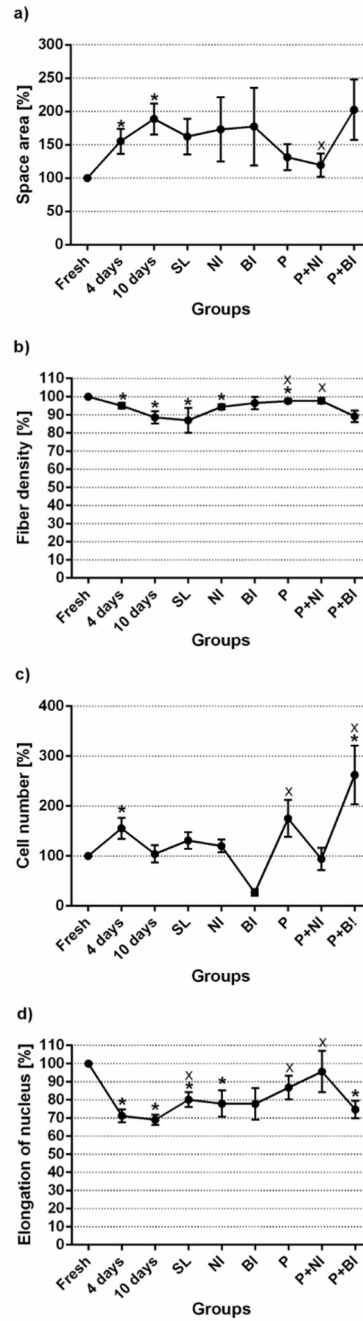 a)
Space area [%]
300
250
200
150
100
50
0
* * X
Fresh 4 days 10 days SL NI BI P P+NI P+BI
Groups
b)
Fiber density [%]
110
100
90
80
70
60
50
40
30
20
10
0
X X
* * * * *
Fresh 4 days 10 days SL NI BI P P+NI P+BI
Groups
c)
Cell number [%]
400
300
200
100
0
X
* X *
Fresh 4 days 10 days SL NI BI P P+NI P+BI
Groups
d)
Elongation of nucleus [%]
110
100
90
80
70
60
50
40
30
20
10
0
X X X
* * * * *
Fresh 4 days 10 days SL NI BI P P+NI P+BI
Groups